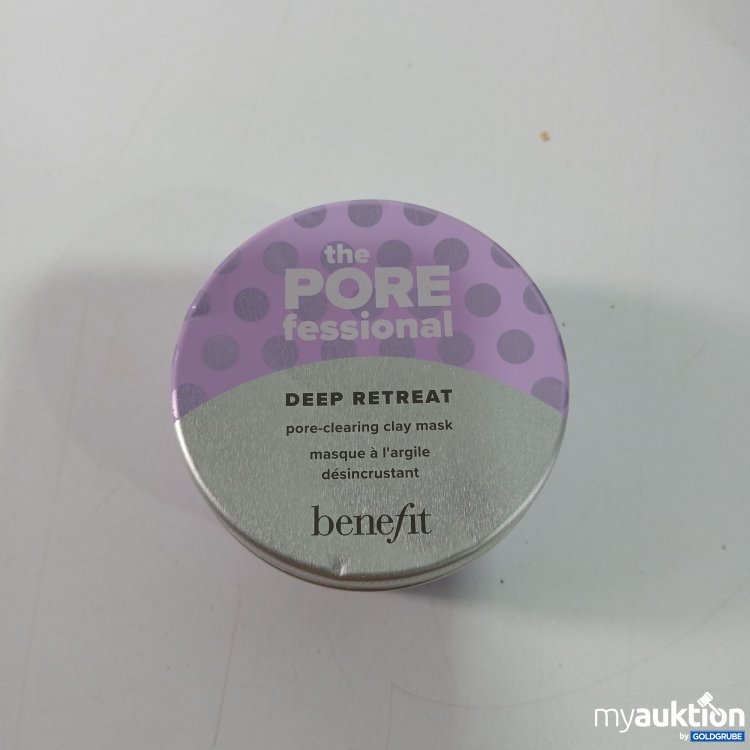 the
PORE
fessional
DEEP RETREAT
pore-clearing clay mask
masque à l'argile
désincrustant
benefit
myauktion
by GOLDGRUBE